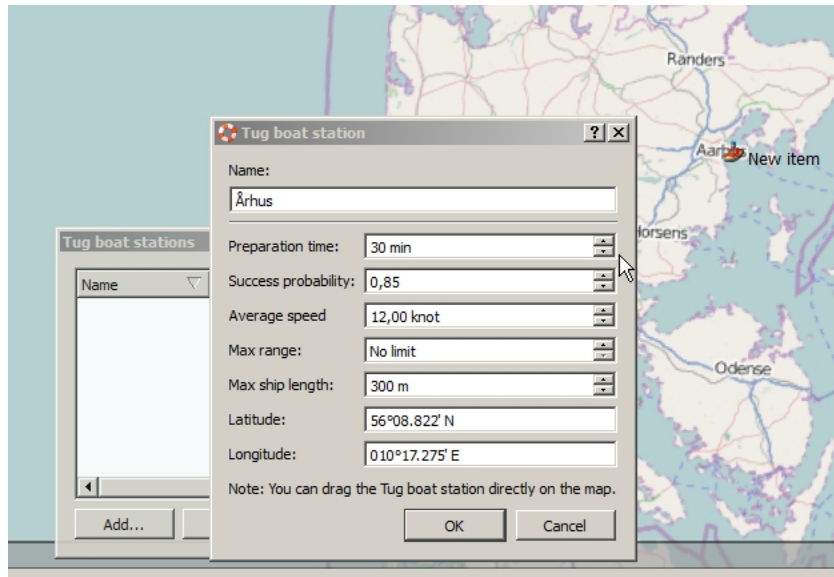 Randers
Aarhus
New item
Horsens
Odense
Tug boat stations
Name
Add...
Tug boat station
Name:
Århus
Preparation time:
30 min
Success probability:
0,85
Average speed
12,00 knot
Max range:
No limit
Max ship length:
300 m
Latitude:
56°08.822' N
Longitude:
010°17.275' E
Note: You can drag the Tug boat station directly on the map.
OK
Cancel